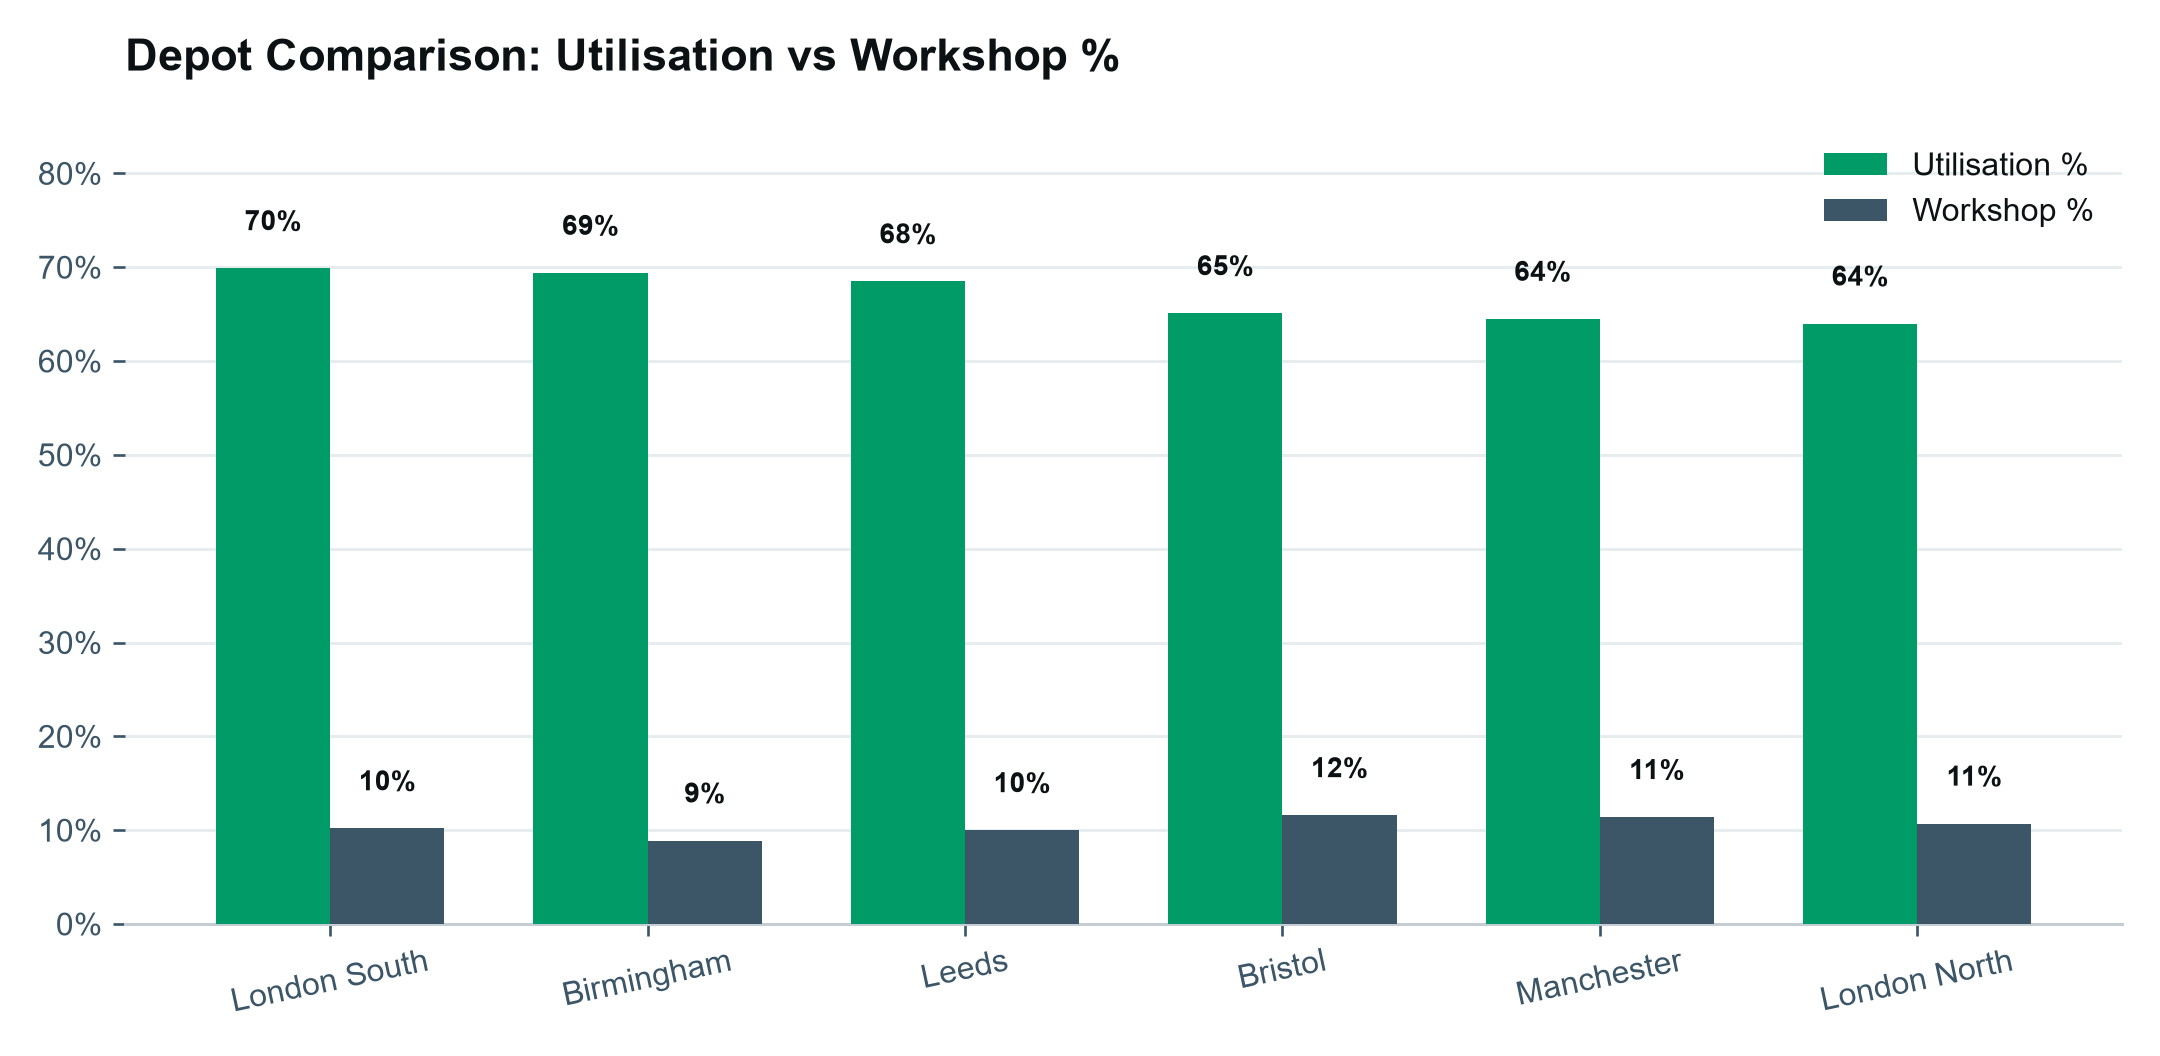 Depot Comparison: Utilisation vs Workshop %
Utilisation %
Workshop %
80%
70%
60%
50%
40%
30%
20%
10%
0%
70%
69%
68%
65%
64%
64%
10%
9%
10%
12%
11%
11%
London South
Birmingham
Leeds
Bristol
Manchester
London North